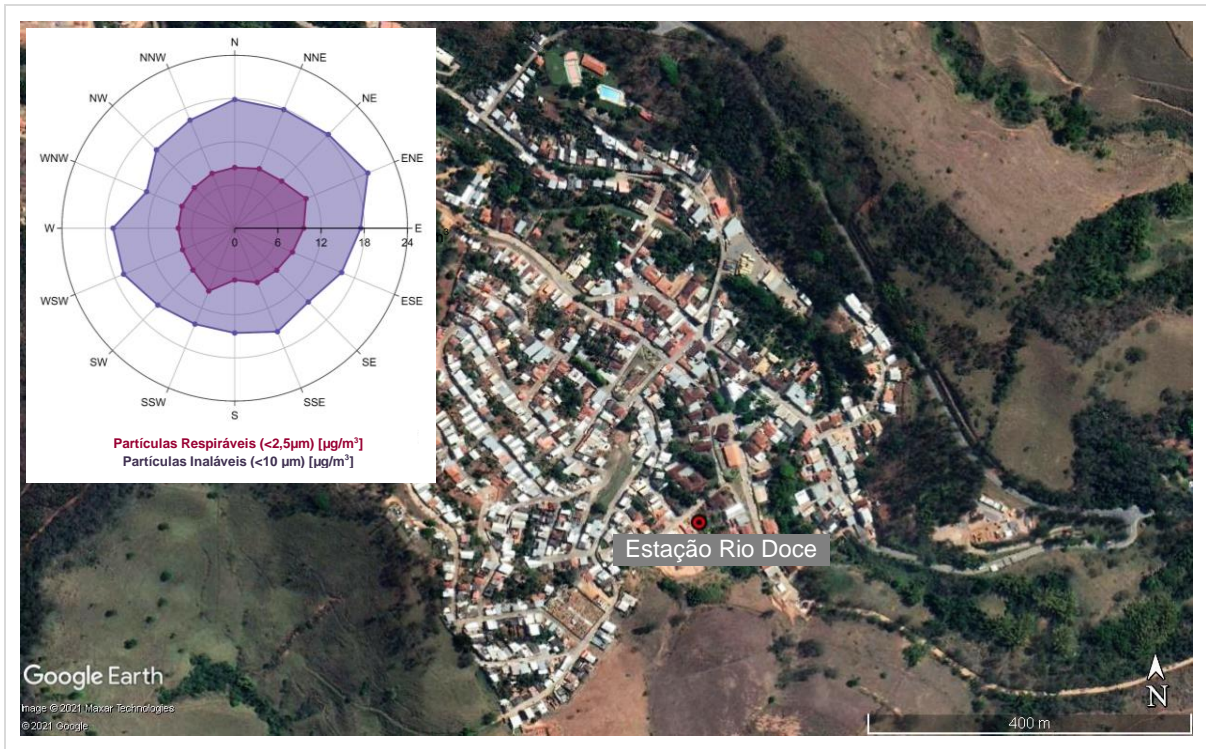 N
NNW
NNE
NW
NE
WNW
ENE
W
0
6
12
18
24
E
WSW
ESE
SW
SE
SSW
SSE
S
Partículas Respiráveis (<2,5µm) [µg/m³]
Partículas Inaláveis (<10 µm) [µg/m³]
Estação Rio Doce
Google Earth
Image © 2021 Maxar Technologies
© 2021 Google
N
400 m